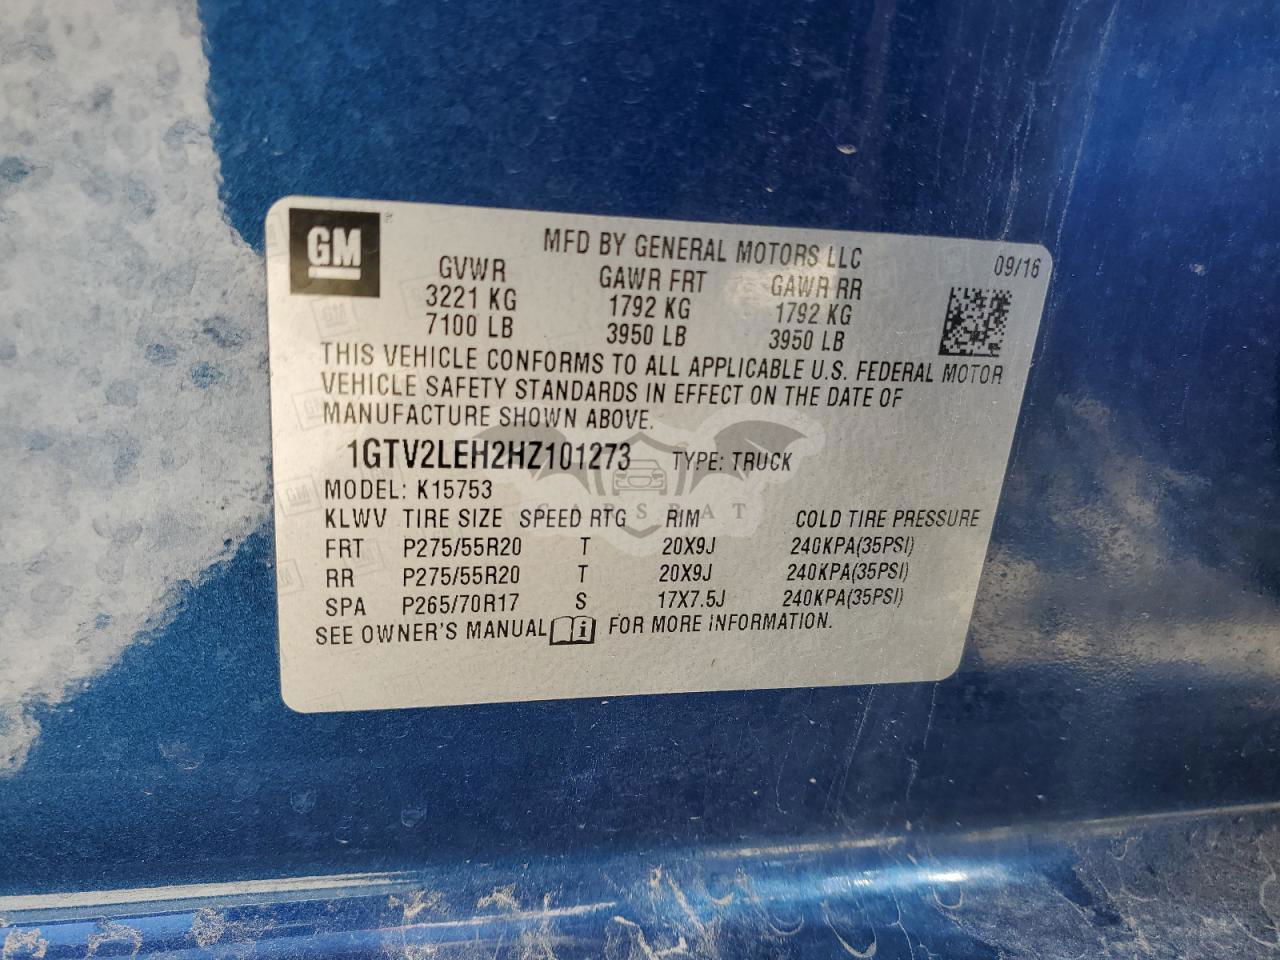 GM
MFD BY GENERAL MOTORS LLC
09/16
GVWR GAWR FRT GAWR RR
3221 KG 1792 KG 1792 KG
7100 LB 3950 LB 3950 LB
THIS VEHICLE CONFORMS TO ALL APPLICABLE U.S. FEDERAL MOTOR
VEHICLE SAFETY STANDARDS IN EFFECT ON THE DATE OF
MANUFACTURE SHOWN ABOVE.
1GTV2LEH2HZ101273 TYPE: TRUCK
MODEL: K15753
CARSBAT
KLWV TIRE SIZE SPEED RTG RIM COLD TIRE PRESSURE
FRT P275/55R20 T 20X9J 240KPA(35PSI)
RR P275/55R20 T 20X9J 240KPA(35PSI)
SPA P265/70R17 S 17X7.5J 240KPA(35PSI)
SEE OWNER'S MANUAL FOR MORE INFORMATION.